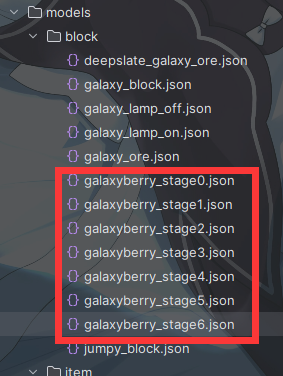 models
block
deepslate_galaxy_ore.json
galaxy_block.json
galaxy_lamp_off.json
galaxy_lamp_on.json
galaxy_ore.json
galaxyberry_stage0.json
galaxyberry_stage1.json
galaxyberry_stage2.json
galaxyberry_stage3.json
galaxyberry_stage4.json
galaxyberry_stage5.json
galaxyberry_stage6.json
jumpy_block.json
item